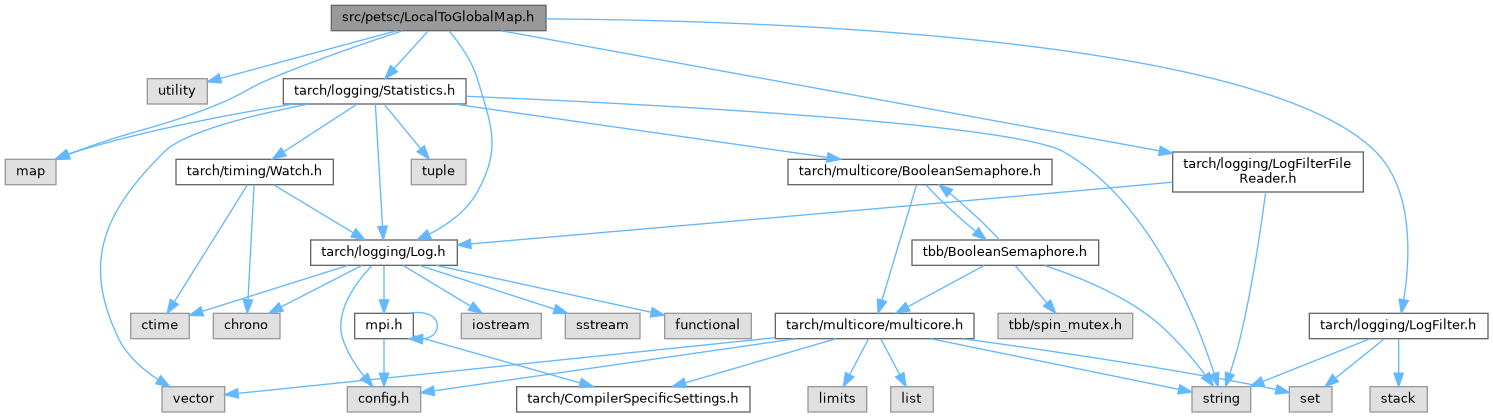 src/petsc/LocalToGlobalMap.h
utility
tarch/logging/Statistics.h
map
tarch/timing/Watch.h
tuple
tarch/multicore/BooleanSemaphore.h
tarch/logging/LogFilterFile
Reader.h
tarch/logging/Log.h
tbb/BooleanSemaphore.h
ctime
chrono
mpi.h
iostream
sstream
functional
tarch/multicore/multicore.h
tbb/spin_mutex.h
tarch/logging/LogFilter.h
vector
config.h
tarch/CompilerSpecificSettings.h
limits
list
string
set
stack